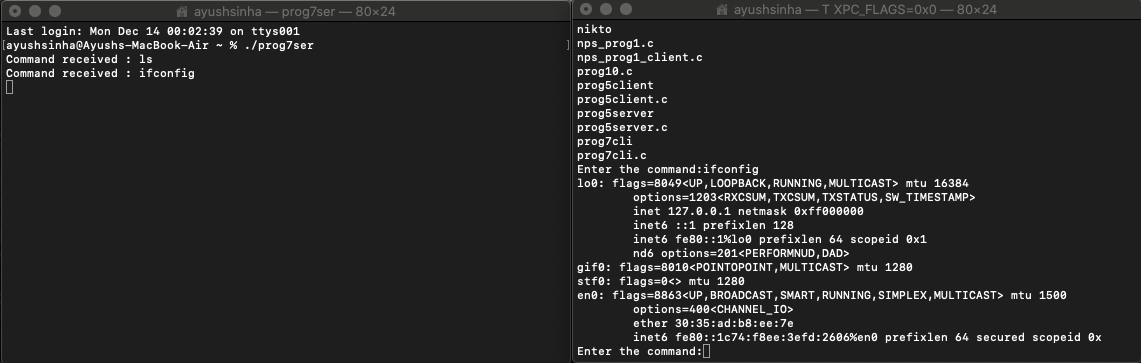 ayushsinha — prog7ser — 80×24
Last login: Mon Dec 14 00:02:39 on ttys001
[ayushsinha@Ayushs-MacBook-Air ~ % ./prog7ser ]
Command received : ls
Command received : ifconfig
ayushsinha — T XPC_FLAGS=0x0 — 80×24
nikto
nps_prog1.c
nps_prog1_client.c
prog10.c
prog5client
prog5client.c
prog5server
prog5server.c
prog7cli
prog7cli.c
Enter the command:ifconfig
lo0: flags=8049<UP,LOOPBACK,RUNNING,MULTICAST> mtu 16384
options=1203<RXCSUM,TXCSUM,TXSTATUS,SW_TIMESTAMP>
inet 127.0.0.1 netmask 0xff000000
inet6 ::1 prefixlen 128
inet6 fe80::1%lo0 prefixlen 64 scopeid 0x1
nd6 options=201<PERFORMNUD,DAD>
gif0: flags=8010<POINTOPOINT,MULTICAST> mtu 1280
stf0: flags=0<> mtu 1280
en0: flags=8863<UP,BROADCAST,SMART,RUNNING,SIMPLEX,MULTICAST> mtu 1500
options=400<CHANNEL_IO>
ether 30:35:ad:b8:ee:7e
inet6 fe80::1c74:f8ee:3efd:2606%en0 prefixlen 64 secured scopeid 0x
Enter the command: